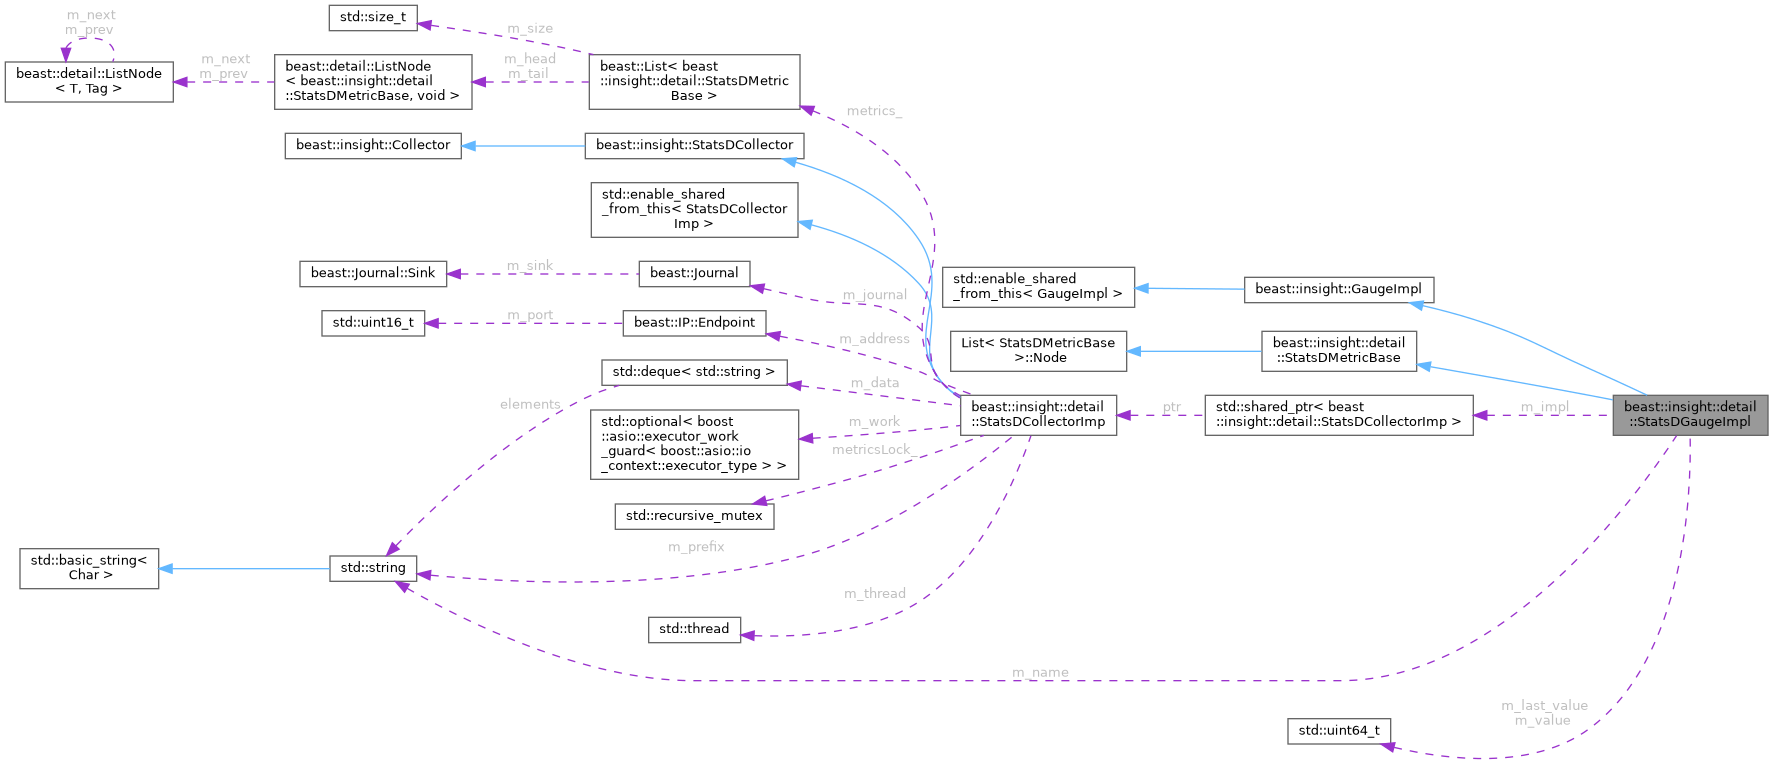 m_next
m_prev
std::size_t
m_size
beast::detail::ListNode
< T, Tag >
m_next
m_prev
beast::detail::ListNode
< beast::insight::detail
::StatsDMetricBase, void >
m_head
m_tail
beast::List< beast
::insight::detail::StatsDMetric
Base >
metrics_
beast::insight::Collector
beast::insight::StatsDCollector
std::enable_shared
_from_this< StatsDCollector
Imp >
beast::Journal::Sink
m_sink
beast::Journal
m_journal
std::enable_shared
_from_this< GaugeImpl >
beast::insight::GaugeImpl
std::uint16_t
m_port
beast::IP::Endpoint
m_address
List< StatsDMetricBase
>::Node
beast::insight::detail
::StatsDMetricBase
std::deque< std::string >
m_data
elements
std::optional< boost
::asio::executor_work
_guard< boost::asio::io
_context::executor_type > >
m_work
metricsLock_
beast::insight::detail
::StatsDCollectorImp
ptr
std::shared_ptr< beast
::insight::detail::StatsDCollectorImp >
m_impl
beast::insight::detail
::StatsDGaugeImpl
std::recursive_mutex
m_prefix
std::basic_string<
Char >
std::string
m_thread
std::thread
m_name
m_last_value
m_value
std::uint64_t